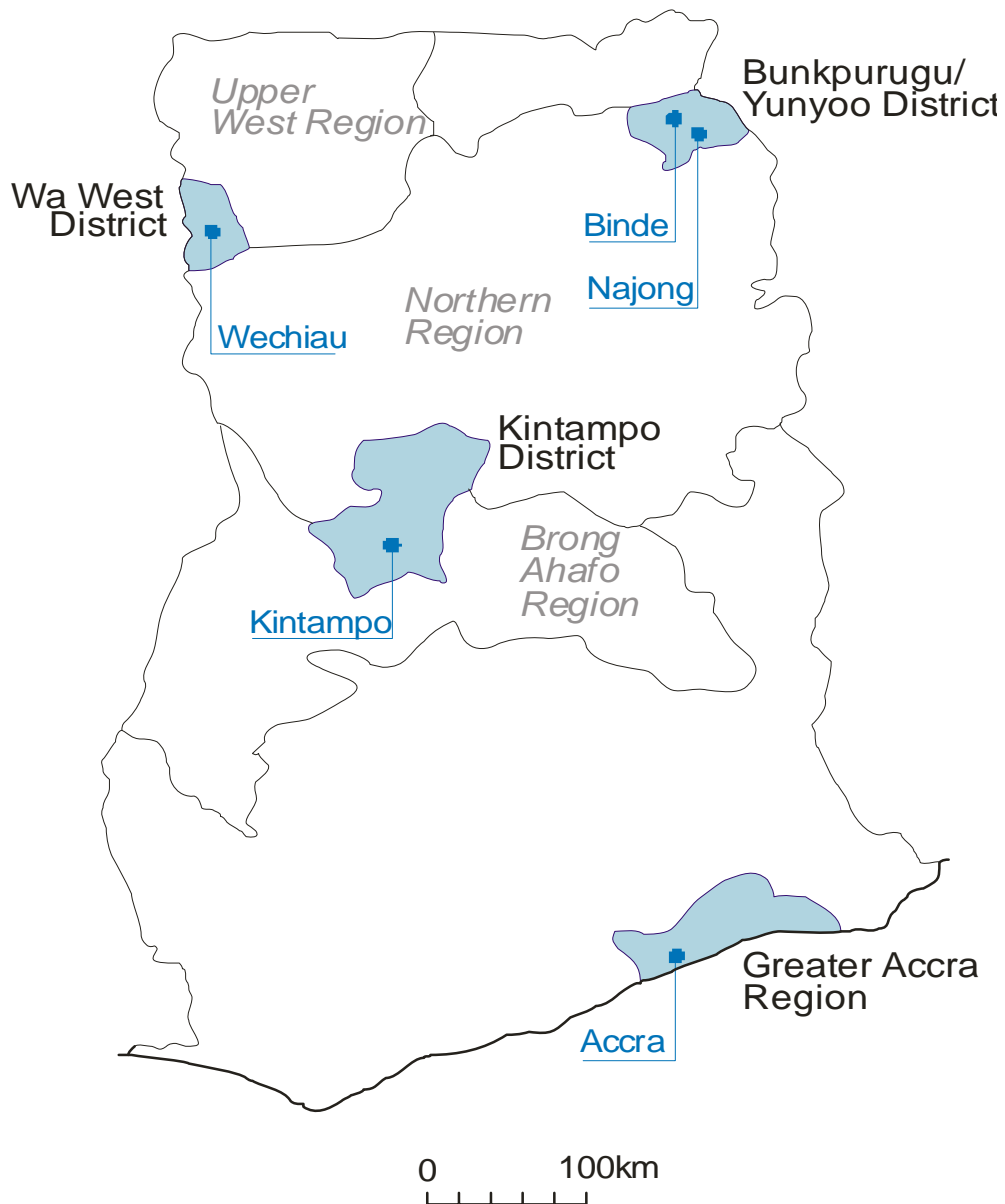 Upper
West Region
Bunkpurugu/
Yunyoo District
Wa West
District
Binde
Najong
Northern
Region
Wechiau
Kintampo
District
Brong
Ahafo
Region
Kintampo
Greater Accra
Region
Accra
0 100km